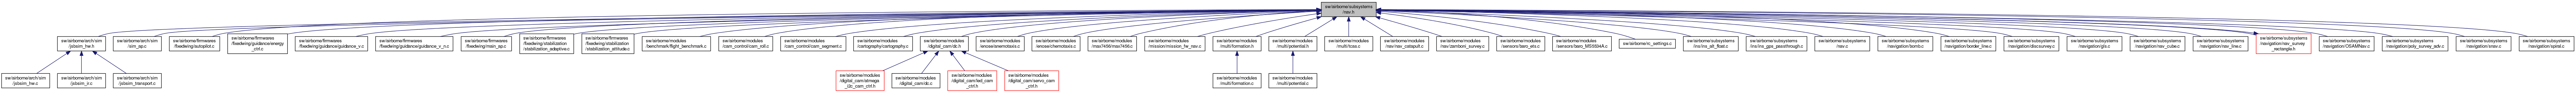 sw/airborne/subsystems
/nav.h
sw/airborne/arch/sim
/jsbsim_hw.h
sw/airborne/arch/sim
/sim_ap.c
sw/airborne/firmwares
/fixedwing/autopilot.c
sw/airborne/firmwares
/fixedwing/guidance/energy
_ctrl.c
sw/airborne/firmwares
/fixedwing/guidance/guidance_v.c
sw/airborne/firmwares
/fixedwing/guidance/guidance_v_n.c
sw/airborne/firmwares
/fixedwing/main_ap.c
sw/airborne/firmwares
/fixedwing/stabilization
/stabilization_adaptive.c
sw/airborne/firmwares
/fixedwing/stabilization
/stabilization_attitude.c
sw/airborne/modules
/benchmark/flight_benchmark.c
sw/airborne/modules
/cam_control/cam_roll.c
sw/airborne/modules
/cam_control/cam_segment.c
sw/airborne/modules
/cartography/cartography.c
sw/airborne/modules
/digital_cam/dc.h
sw/airborne/modules
/enose/anemotaxis.c
sw/airborne/modules
/enose/chemotaxis.c
sw/airborne/modules
/max7456/max7456.c
sw/airborne/modules
/mission/mission_fw_nav.c
sw/airborne/modules
/multi/formation.h
sw/airborne/modules
/multi/potential.h
sw/airborne/modules
/multi/tcas.c
sw/airborne/modules
/nav/nav_catapult.c
sw/airborne/modules
/nav/zamboni_survey.c
sw/airborne/modules
/sensors/baro_ets.c
sw/airborne/modules
/sensors/baro_MS5534A.c
sw/airborne/rc_settings.c
sw/airborne/subsystems
/ins/ins_alt_float.c
sw/airborne/subsystems
/ins/ins_gps_passthrough.c
sw/airborne/subsystems
/nav.c
sw/airborne/subsystems
/navigation/bomb.c
sw/airborne/subsystems
/navigation/border_line.c
sw/airborne/subsystems
/navigation/discsurvey.c
sw/airborne/subsystems
/navigation/gls.c
sw/airborne/subsystems
/navigation/nav_cube.c
sw/airborne/subsystems
/navigation/nav_line.c
sw/airborne/subsystems
/navigation/nav_survey
_rectangle.h
sw/airborne/subsystems
/navigation/OSAMNav.c
sw/airborne/subsystems
/navigation/poly_survey_adv.c
sw/airborne/subsystems
/navigation/snav.c
sw/airborne/subsystems
/navigation/spiral.c
sw/airborne/arch/sim
/jsbsim_hw.c
sw/airborne/arch/sim
/jsbsim_ir.c
sw/airborne/arch/sim
/jsbsim_transport.c
sw/airborne/modules
/digital_cam/atmega
_i2c_cam_ctrl.h
sw/airborne/modules
/digital_cam/dc.c
sw/airborne/modules
/digital_cam/led_cam
_ctrl.h
sw/airborne/modules
/digital_cam/servo_cam
_ctrl.h
sw/airborne/modules
/multi/formation.c
sw/airborne/modules
/multi/potential.c